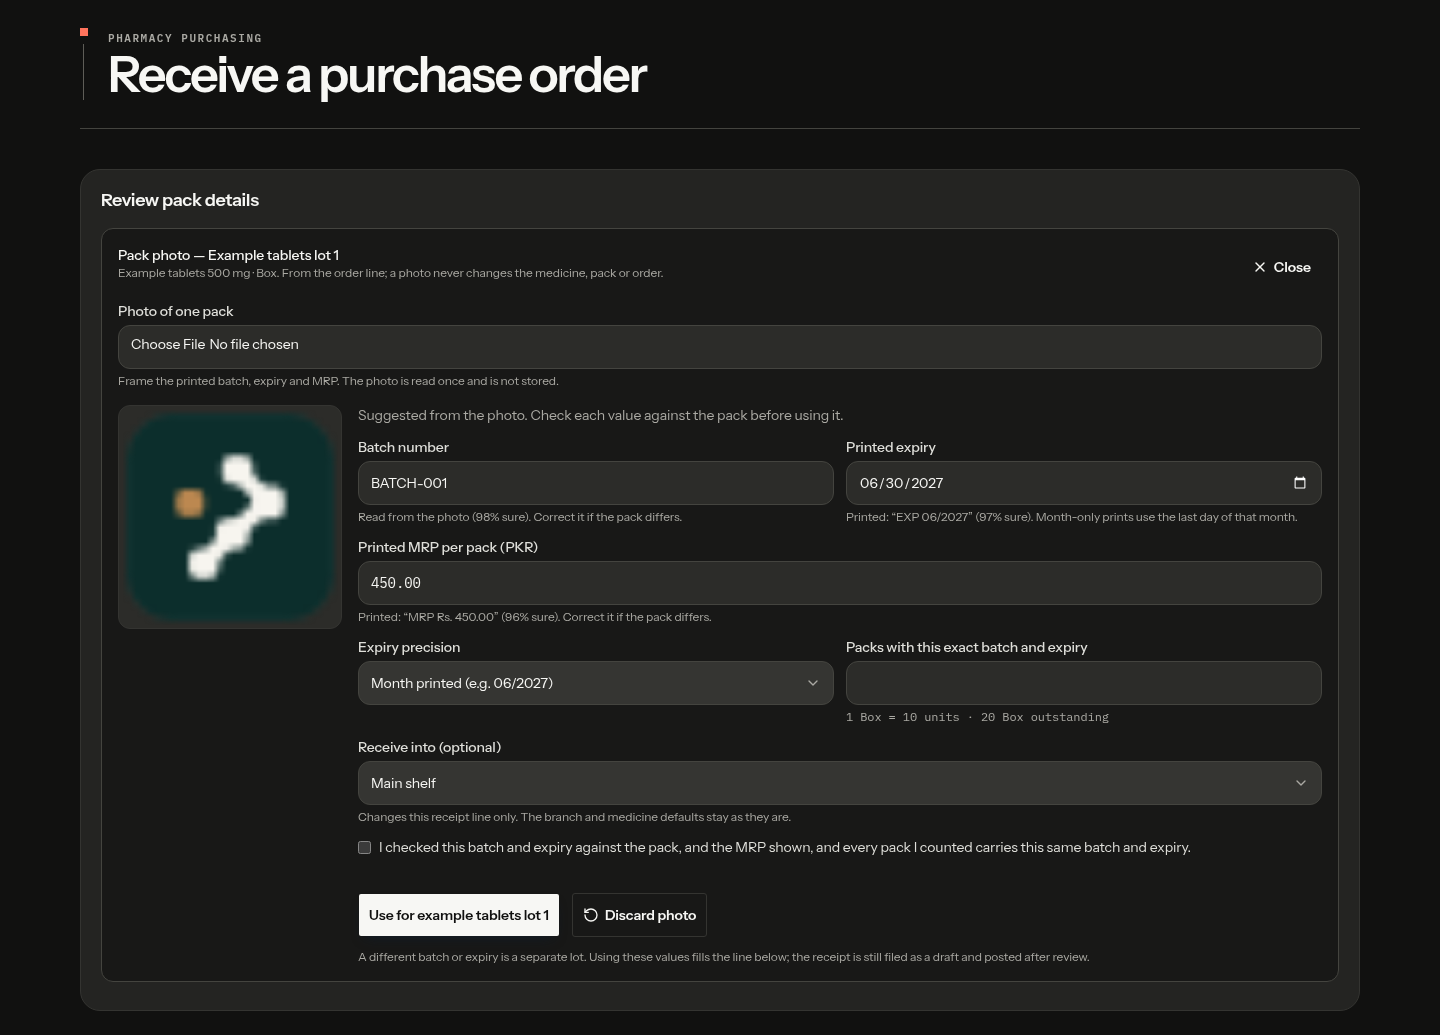 PHARMACY PURCHASING
Receive a purchase order
Review pack details
Pack photo — Example tablets lot 1
Example tablets 500 mg · Box. From the order line; a photo never changes the medicine, pack or order.
Close
Photo of one pack
Choose File No file chosen
Frame the printed batch, expiry and MRP. The photo is read once and is not stored.
Suggested from the photo. Check each value against the pack before using it.
Batch number
BATCH-001
Read from the photo (98% sure). Correct it if the pack differs.
Printed expiry
06/30/2027
Printed: “EXP 06/2027” (97% sure). Month-only prints use the last day of that month.
Printed MRP per pack (PKR)
450.00
Printed: “MRP Rs. 450.00” (96% sure). Correct it if the pack differs.
Expiry precision
Month printed (e.g. 06/2027)
Packs with this exact batch and expiry
1 Box = 10 units · 20 Box outstanding
Receive into (optional)
Main shelf
Changes this receipt line only. The branch and medicine defaults stay as they are.
I checked this batch and expiry against the pack, and the MRP shown, and every pack I counted carries this same batch and expiry.
Use for example tablets lot 1
Discard photo
A different batch or expiry is a separate lot. Using these values fills the line below; the receipt is still filed as a draft and posted after review.